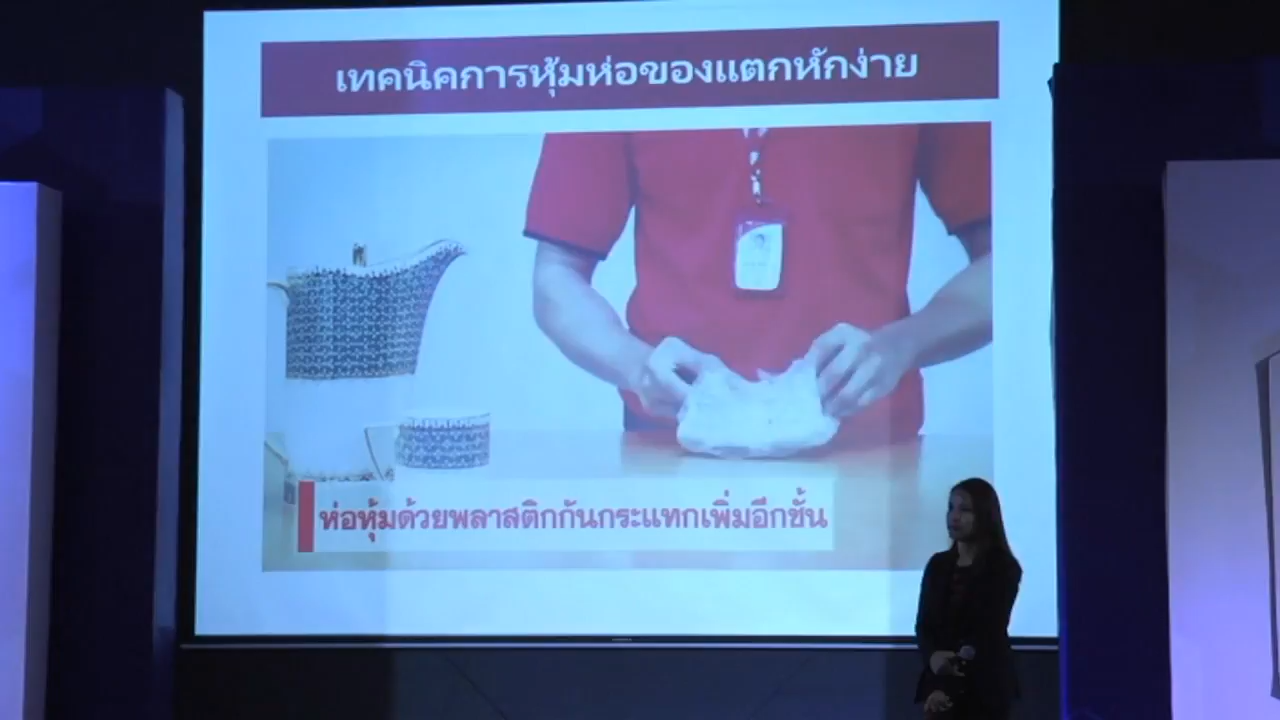 เทคนิคการหุ้มห่อของแตกหักง่าย
ห่อหุ้มด้วยพลาสติกกันกระแทกเพิ่มอีกชั้น